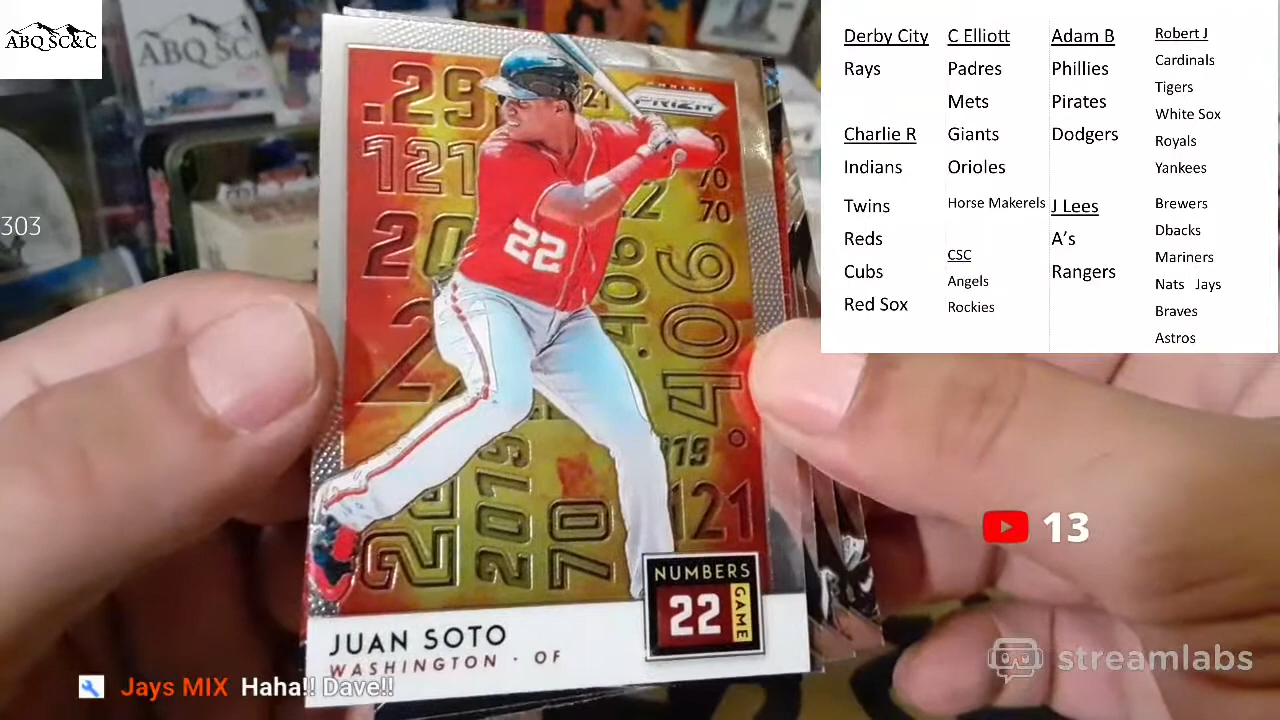 ABQ SC&C
ABQ SC
303
Derby City
Rays
Charlie R
Indians
Twins
Reds
Cubs
Red Sox
C Elliott
Padres
Mets
Giants
Orioles
Horse Makerels
CSC
Angels
Rockies
Adam B
Phillies
Pirates
Dodgers
J Lees
A's
Rangers
Robert J
Cardinals
Tigers
White Sox
Royals
Yankees
Brewers
Dbacks
Mariners
Nats Jays
Braves
Astros
PANINI
PRIZM
.29
121
21
70
70
22
.406
.406
2019
70
121
NUMBERS
22
GAME
JUAN SOTO
WASHINGTON · OF
13
streamlabs
Jays MIX Haha!! Dave!!